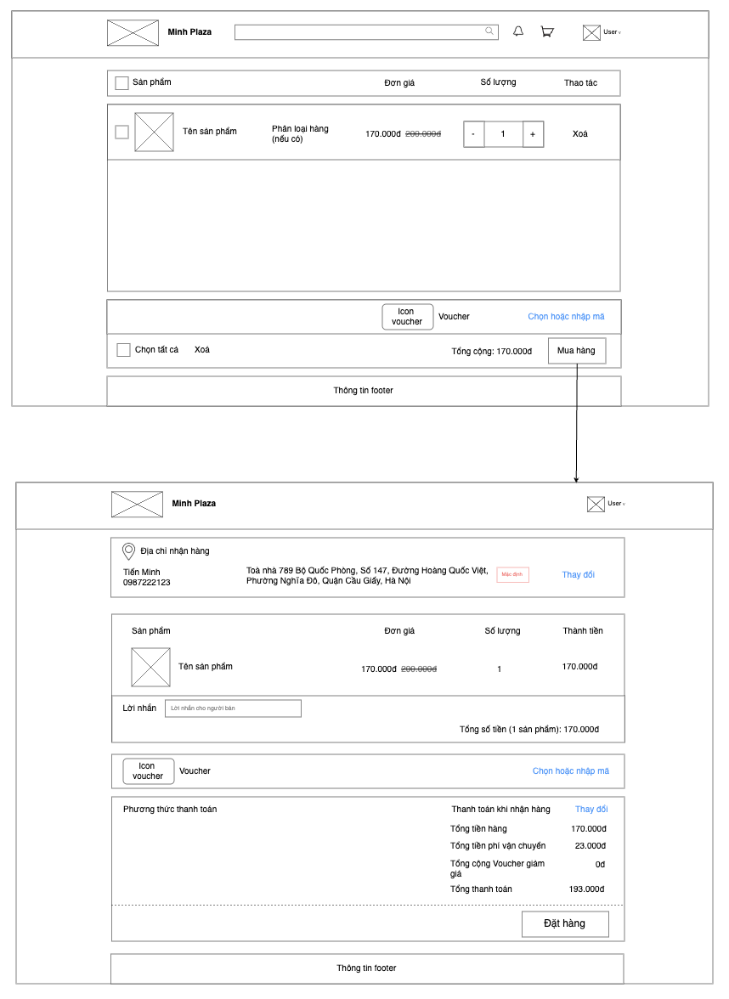 Minh Plaza
User v
Sản phẩm
Đơn giá
Số lượng
Thao tác
Tên sản phẩm
Phân loại hàng
(nếu có)
170.000đ 200.000đ
- 1 +
Xoá
Icon
voucher
Voucher
Chọn hoặc nhập mã
Chọn tất cả
Xoá
Tổng cộng: 170.000đ
Mua hàng
Thông tin footer
Minh Plaza
User v
Địa chỉ nhận hàng
Tiến Minh
0987222123
Toà nhà 789 Bộ Quốc Phòng, Số 147, Đường Hoàng Quốc Việt,
Phường Nghĩa Đô, Quận Cầu Giấy, Hà Nội
Mặc định
Thay đổi
Sản phẩm
Đơn giá
Số lượng
Thành tiền
Tên sản phẩm
170.000đ 200.000đ
1
170.000đ
Lời nhắn
Lời nhắn cho người bán
Tổng số tiền (1 sản phẩm): 170.000đ
Icon
voucher
Voucher
Chọn hoặc nhập mã
Phương thức thanh toán
Thanh toán khi nhận hàng
Thay đổi
Tổng tiền hàng
170.000đ
Tổng tiền phí vận chuyển
23.000đ
Tổng cộng Voucher giảm
giá
0đ
Tổng thanh toán
193.000đ
Đặt hàng
Thông tin footer